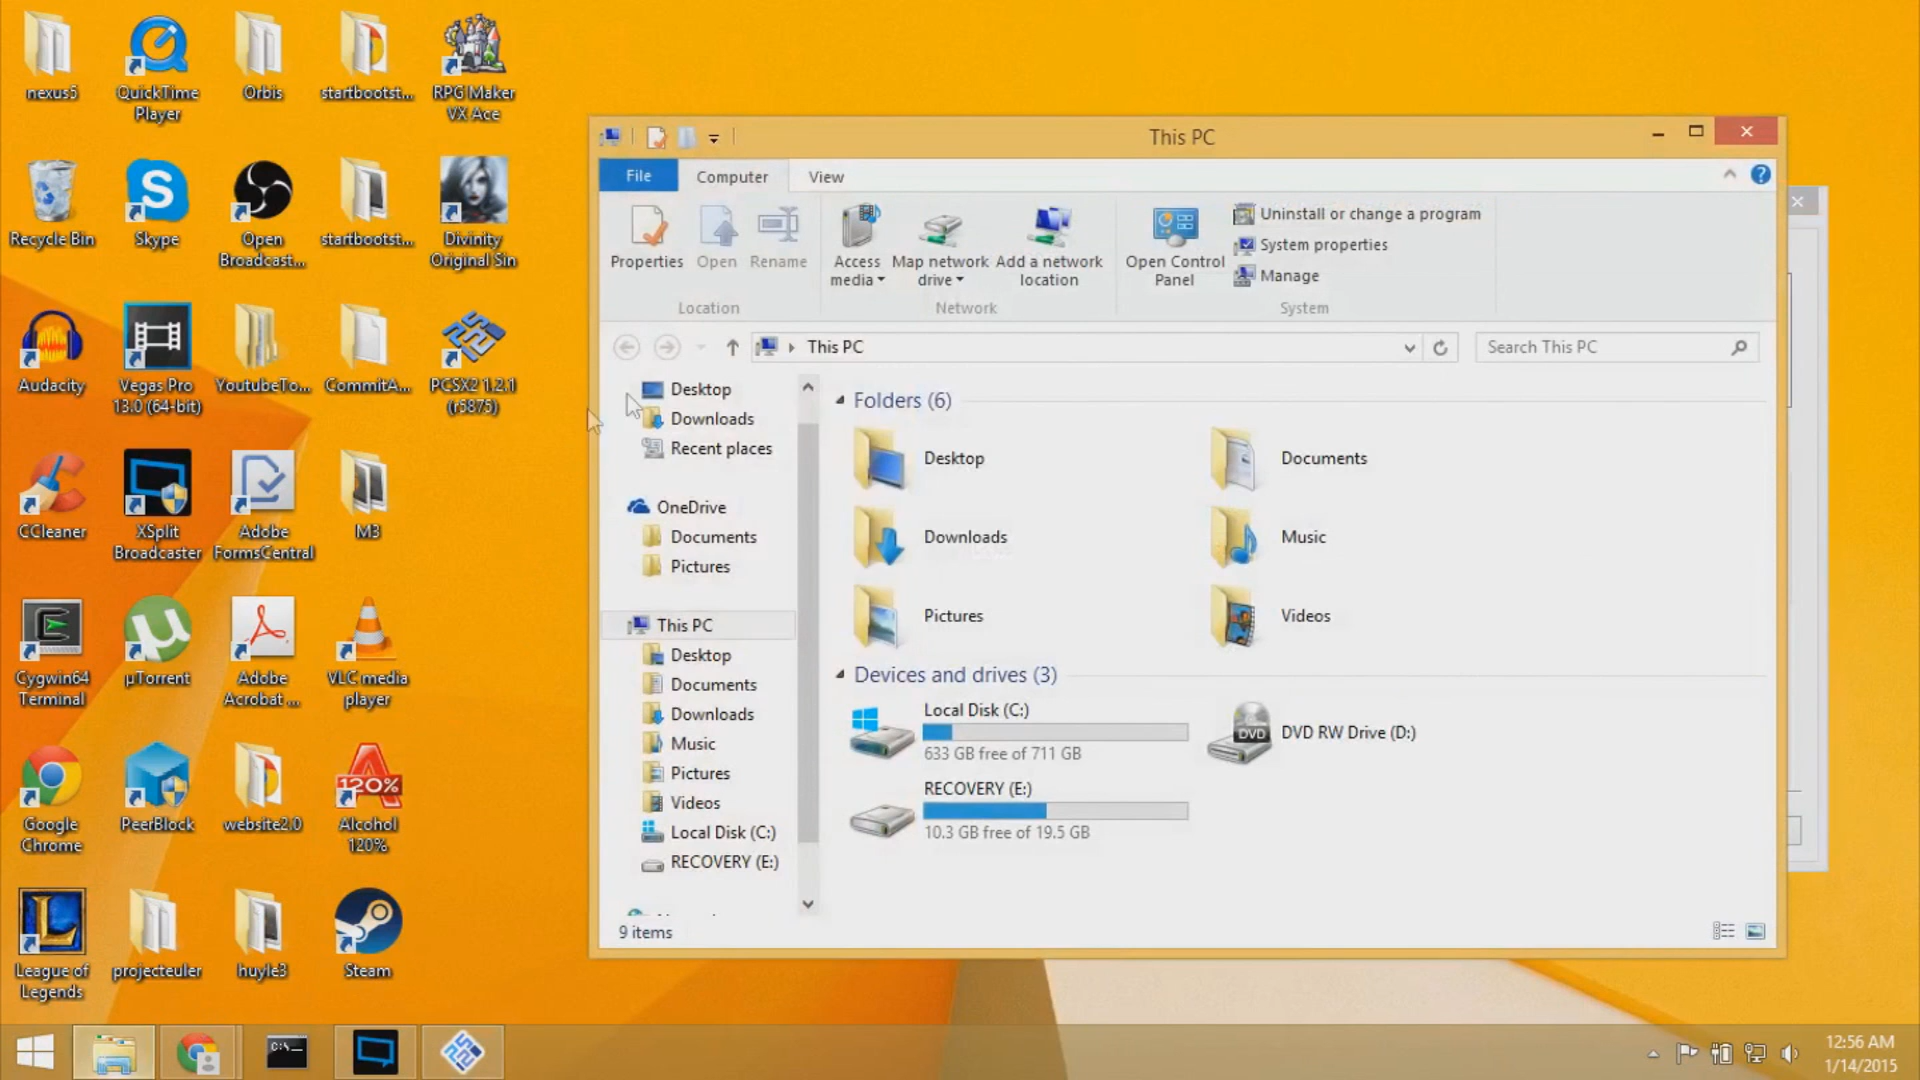 nexus5
QuickTime
Player
Orbis
startbootst...
RPG Maker
VX Ace
Recycle Bin
Skype
Open
Broadcast...
startbootst...
Divinity
Original Sin
Audacity
Vegas Pro
13.0 (64-bit)
YoutubeTo...
CommitA...
PCSX2 1.2.1
(r5875)
CCleaner
XSplit
Broadcaster
Adobe
FormsCentral
M3
Cygwin64
Terminal
µTorrent
Adobe
Acrobat ...
VLC media
player
Google
Chrome
PeerBlock
website2.0
120%
Alcohol
120%
League of
Legends
projecteuler
huyle3
Steam
This PC
File
Computer
View
Properties
Open
Rename
Location
Access
media
Map network
drive
Add a network
location
Network
Open Control
Panel
Uninstall or change a program
System properties
Manage
System
This PC
Search This PC
Desktop
Downloads
Recent places
OneDrive
Documents
Pictures
This PC
Desktop
Documents
Downloads
Music
Pictures
Videos
Local Disk (C:)
RECOVERY (E:)
Folders (6)
Desktop
Documents
Downloads
Music
Pictures
Videos
Devices and drives (3)
Local Disk (C:)
633 GB free of 711 GB
DVD
DVD RW Drive (D:)
RECOVERY (E:)
10.3 GB free of 19.5 GB
9 items
C:\
12:56 AM
1/14/2015